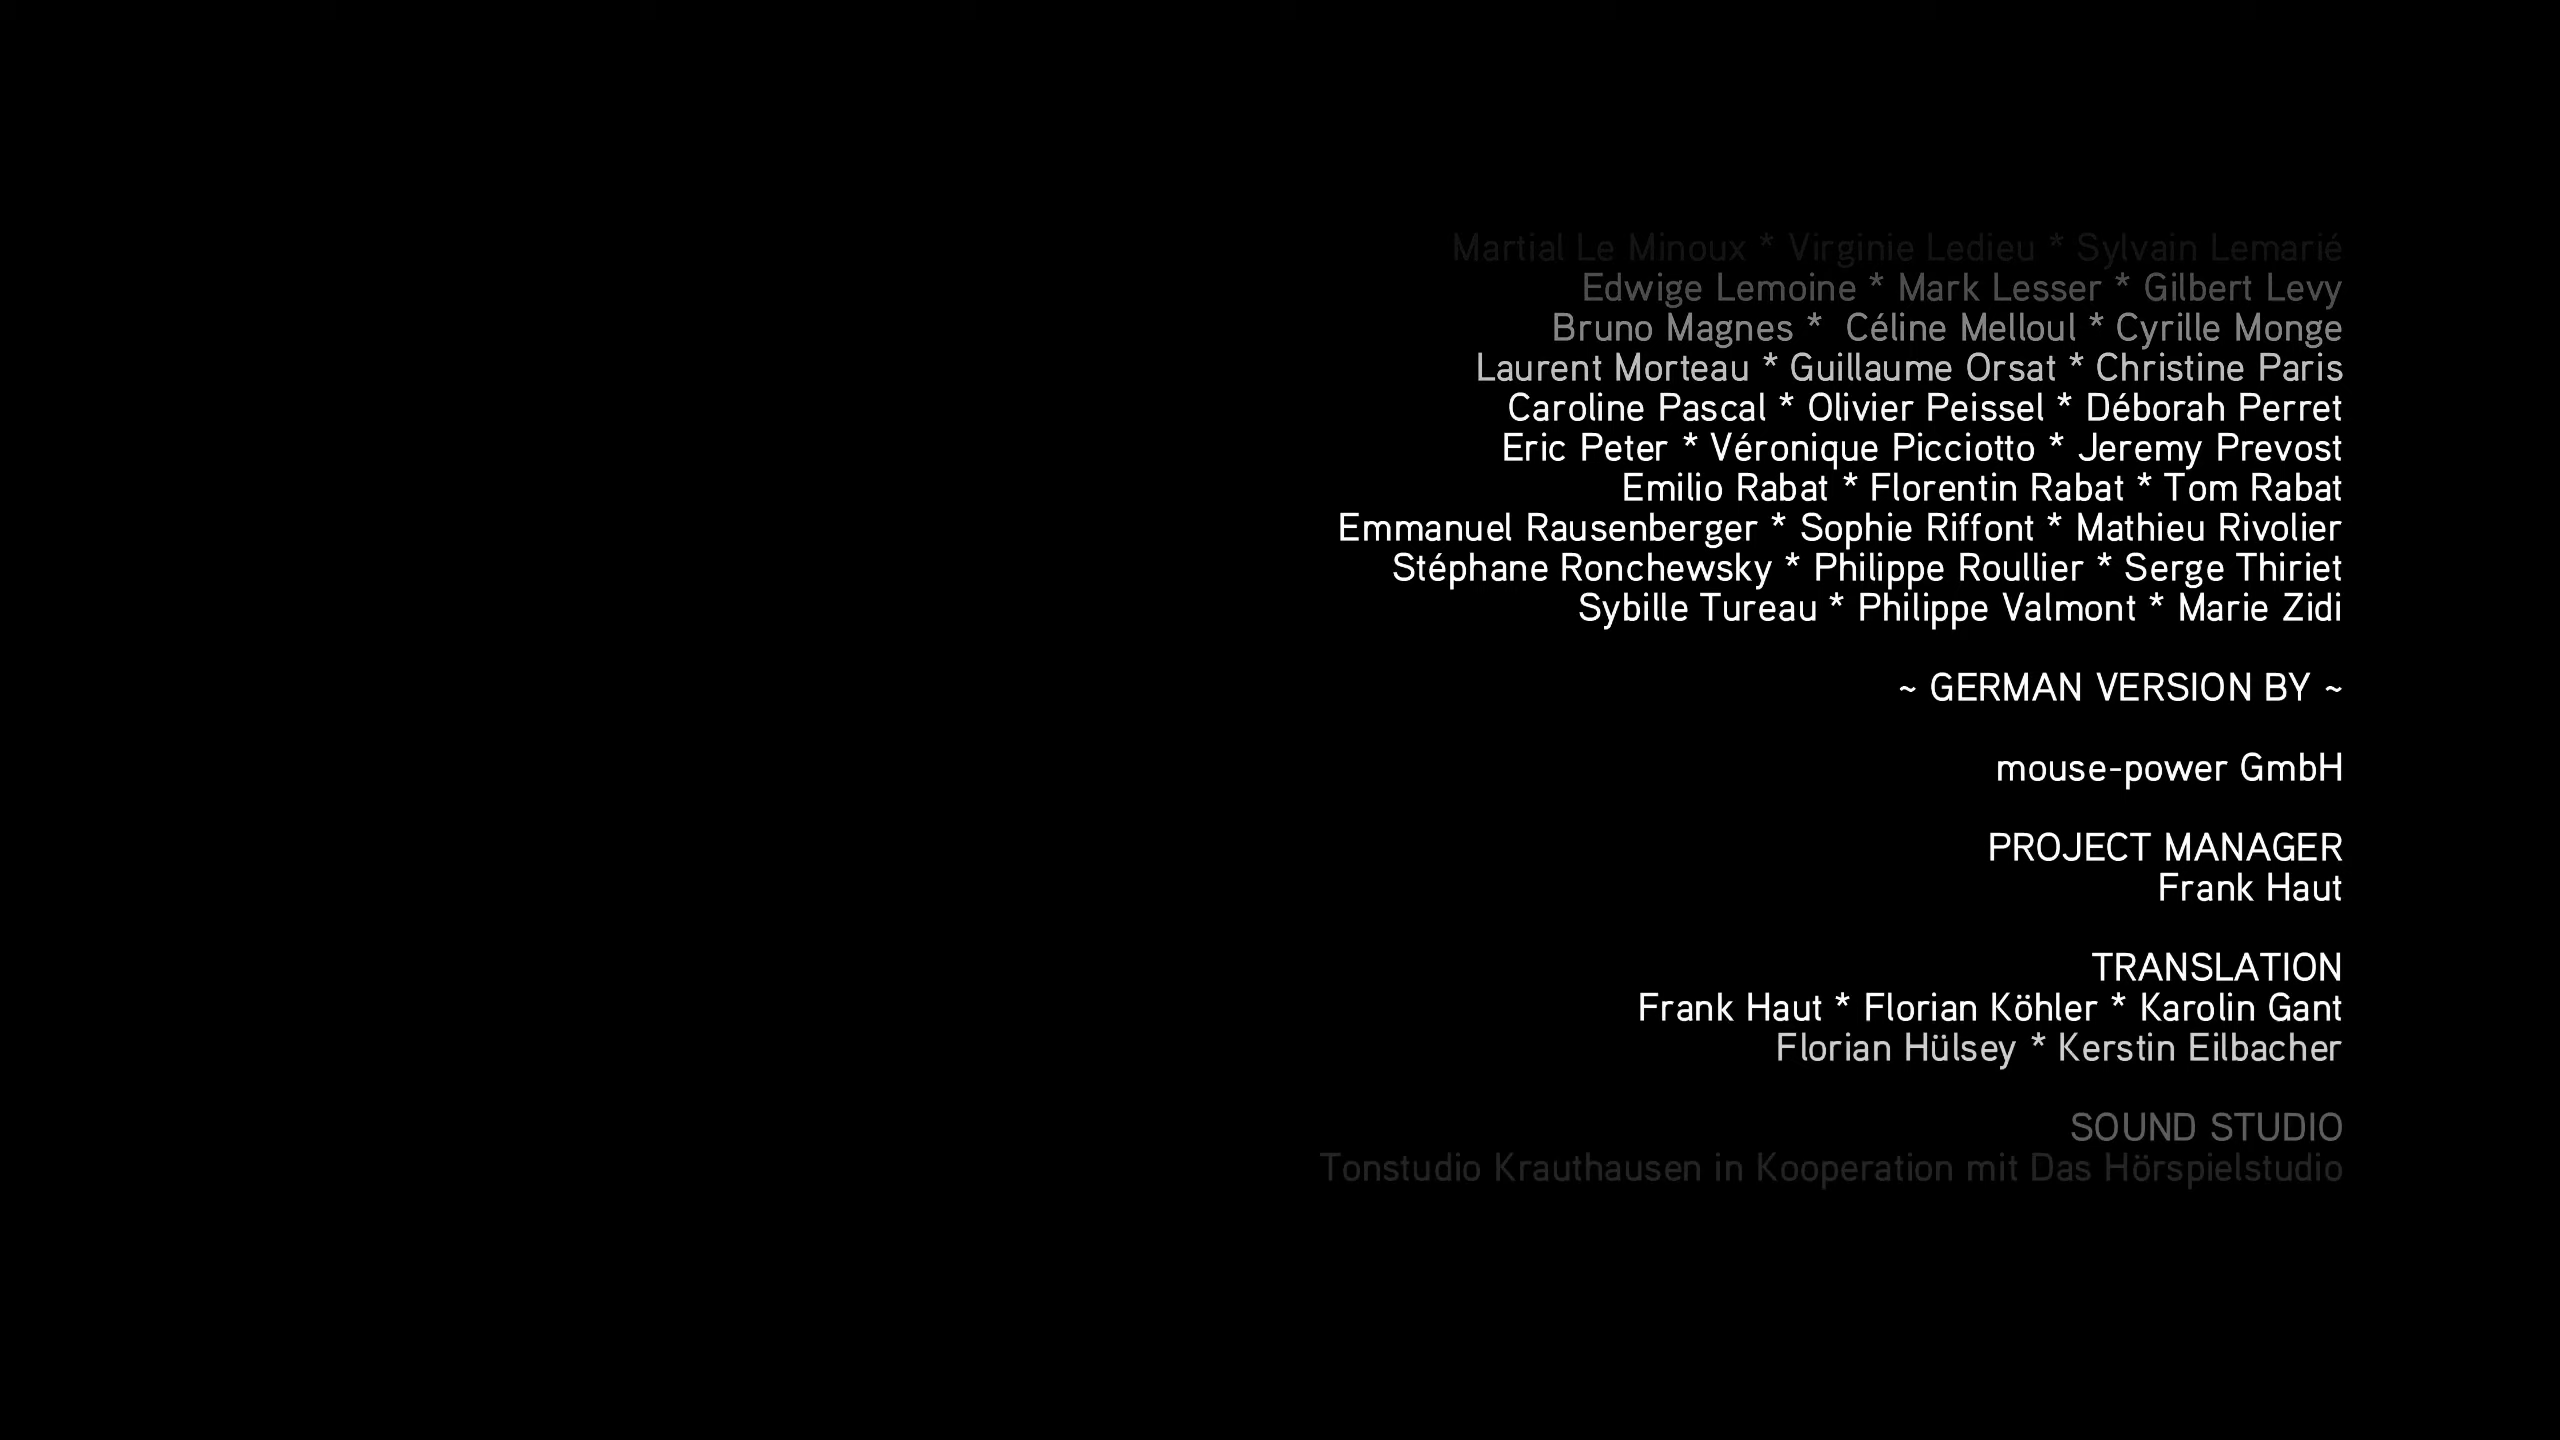 Martial Le Minoux * Virginie Ledieu * Sylvain Lemarié
Edwige Lemoine * Mark Lesser * Gilbert Levy
Bruno Magnes *  Céline Melloul * Cyrille Monge
Laurent Morteau * Guillaume Orsat * Christine Paris
Caroline Pascal * Olivier Peissel * Déborah Perret
Eric Peter * Véronique Picciotto * Jeremy Prevost
Emilio Rabat * Florentin Rabat * Tom Rabat
Emmanuel Rausenberger * Sophie Riffont * Mathieu Rivolier
Stéphane Ronchewsky * Philippe Roullier * Serge Thiriet
Sybille Tureau * Philippe Valmont * Marie Zidi
~ GERMAN VERSION BY ~
mouse-power GmbH
PROJECT MANAGER
Frank Haut
TRANSLATION
Frank Haut * Florian Köhler * Karolin Gant
Florian Hülsey * Kerstin Eilbacher
SOUND STUDIO
Tonstudio Krauthausen in Kooperation mit Das Hörspielstudio